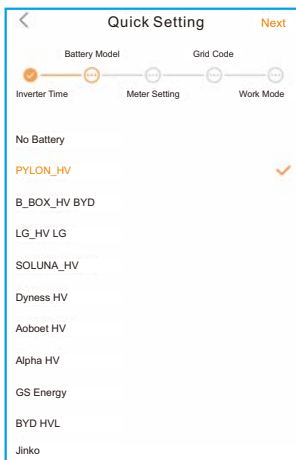 Quick Setting Next
Battery Model Grid Code
Inverter Time Meter Setting Work Mode
No Battery
PYLON_HV
B_BOX_HV BYD
LG_HV LG
SOLUNA_HV
Dyness HV
Aoboet HV
Alpha HV
GS Energy
BYD HVL
Jinko